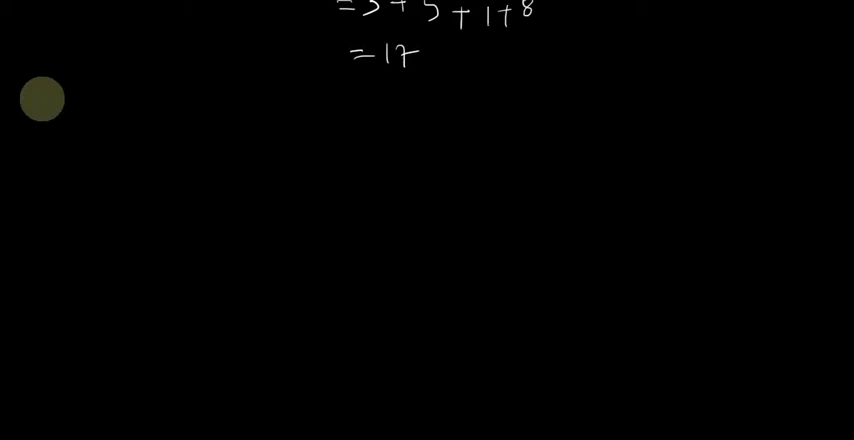 = 3 + 5 + 1 + 8
= 17